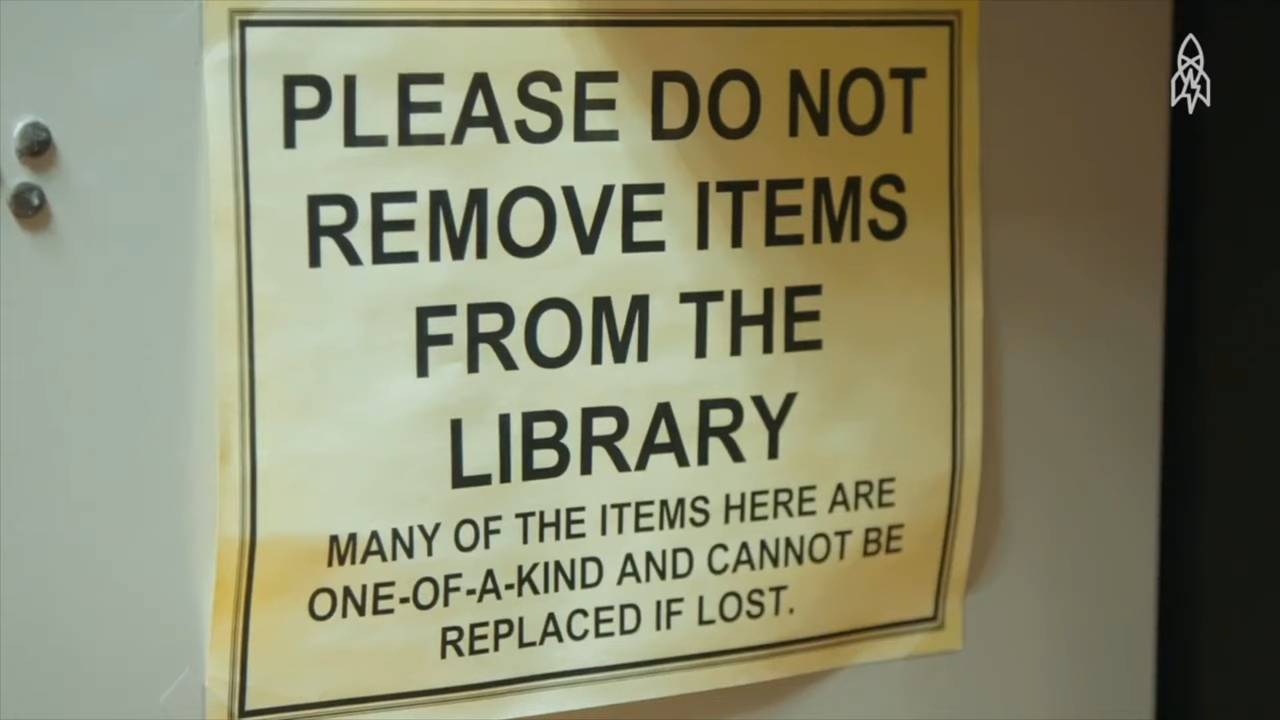 PLEASE DO NOT
REMOVE ITEMS
FROM THE
LIBRARY
MANY OF THE ITEMS HERE ARE
ONE-OF-A-KIND AND CANNOT BE
REPLACED IF LOST.